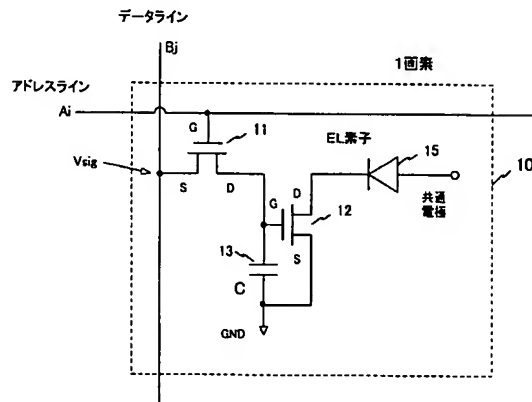 データライン
Bj
1画素
アドレスライン
Ai
G
11
EL素子
15
10
Vsig
S
D
D
共通
電極
G
12
13
S
C
GND